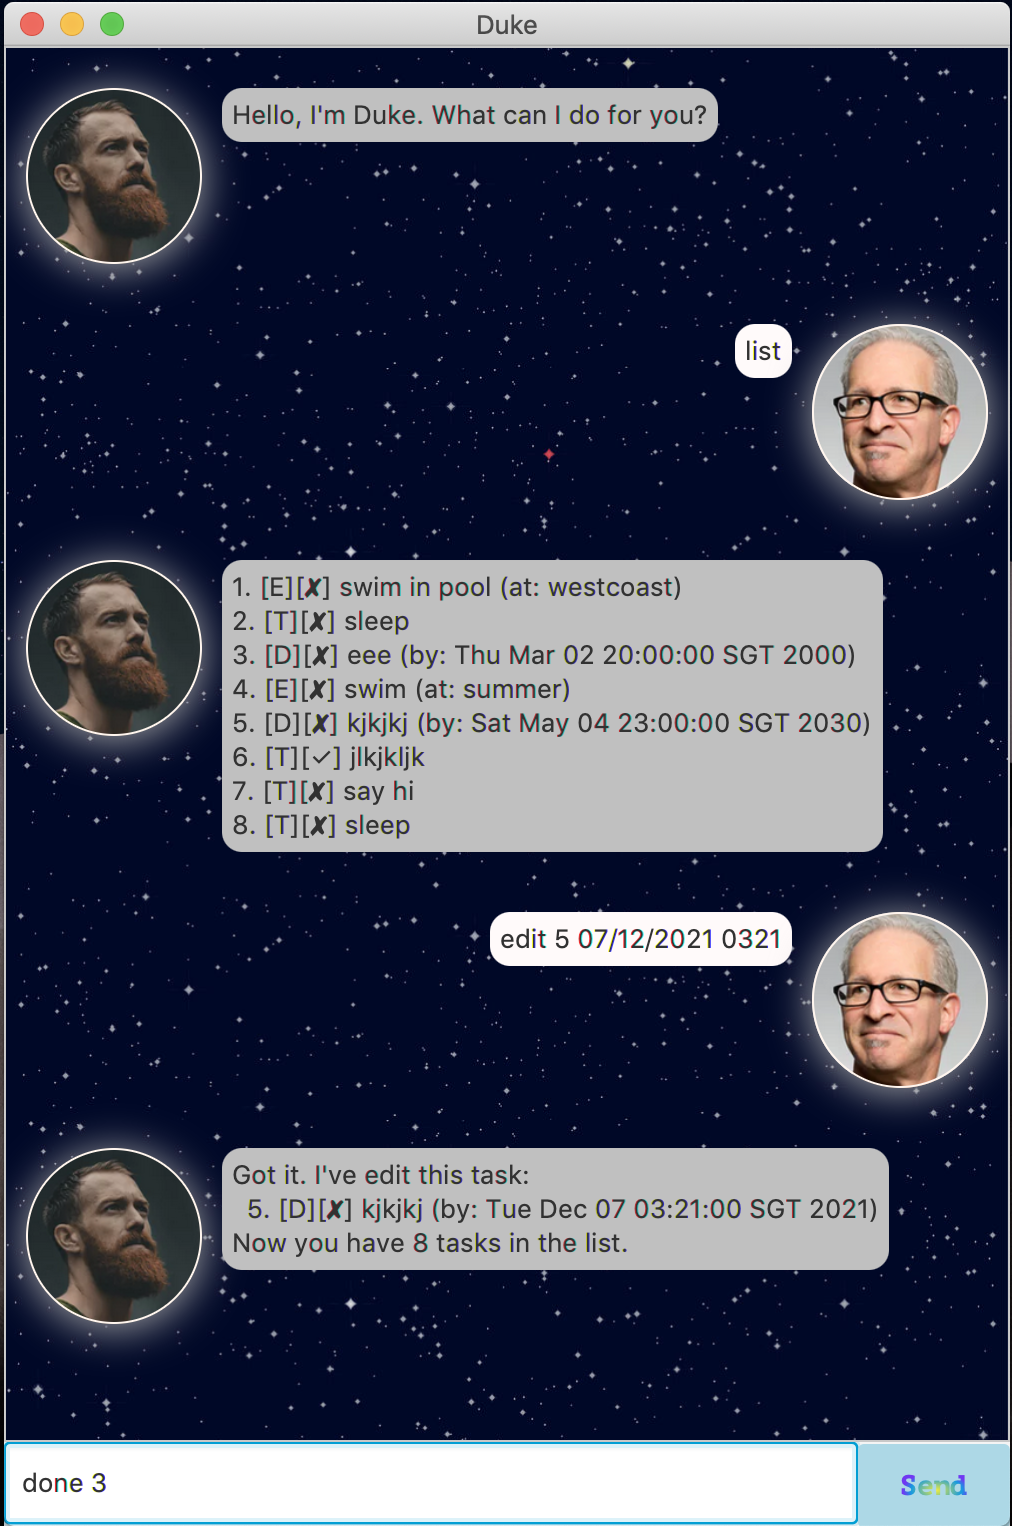 Duke
Hello, I'm Duke. What can I do for you?
list
1. [E][✘] swim in pool (at: westcoast)
2. [T][✘] sleep
3. [D][✘] eee (by: Thu Mar 02 20:00:00 SGT 2000)
4. [E][✘] swim (at: summer)
5. [D][✘] kjkjkj (by: Sat May 04 23:00:00 SGT 2030)
6. [T][✓] jlkjkljk
7. [T][✘] say hi
8. [T][✘] sleep
edit 5 07/12/2021 0321
Got it. I've edit this task:
5. [D][✘] kjkjkj (by: Tue Dec 07 03:21:00 SGT 2021)
Now you have 8 tasks in the list.
done 3
Send